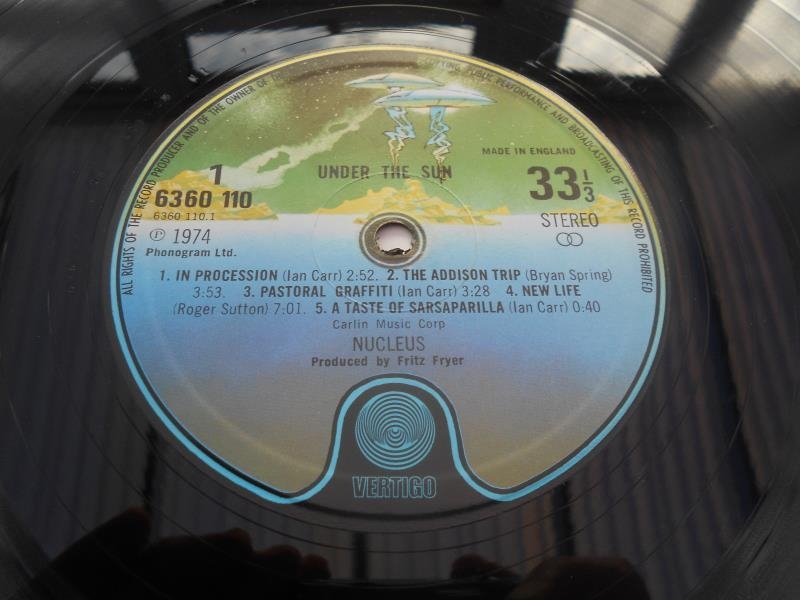 ALL RIGHTS OF THE RECORD PRODUCER AND OF THE OWNER OF
PUBLIC PERFORMANCE AND BROADCASTING OF THIS RECORD PROHIBITED
UNDER THE SUN
MADE IN ENGLAND
1
6360 110
6360 110.1
33 1/3
STEREO
℗ 1974
Phonogram Ltd.
1. IN PROCESSION (Ian Carr) 2:52. 2. THE ADDISON TRIP (Bryan Spring)
3:53. 3. PASTORAL GRAFFITI (Ian Carr) 3:28 4. NEW LIFE
(Roger Sutton) 7:01. 5. A TASTE OF SARSAPARILLA (Ian Carr) 0:40
Carlin Music Corp
NUCLEUS
Produced by Fritz Fryer
VERTIGO